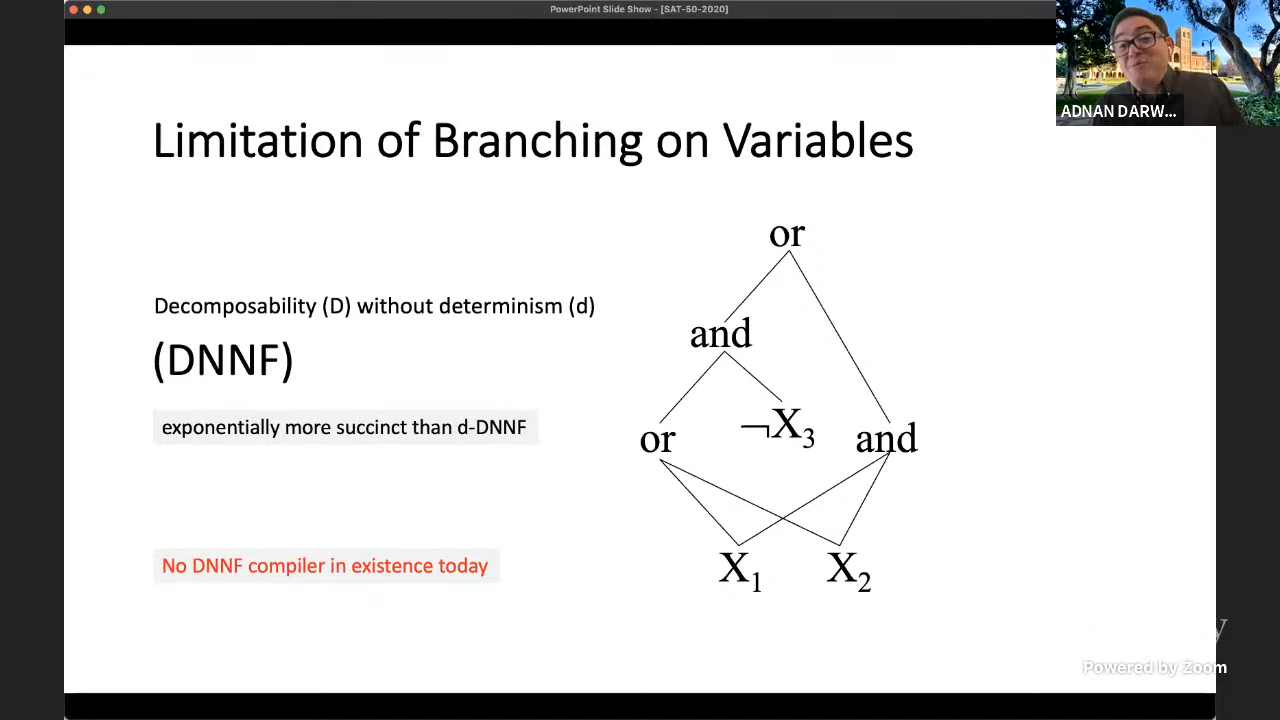 PowerPoint Slide Show - [SAT-50-2020]
ADNAN DARW...
Limitation of Branching on Variables
or
Decomposability (D) without determinism (d)
and
(DNNF)
exponentially more succinct than d-DNNF
or
¬X3
and
No DNNF compiler in existence today
X1
X2
y
Powered by Zoom